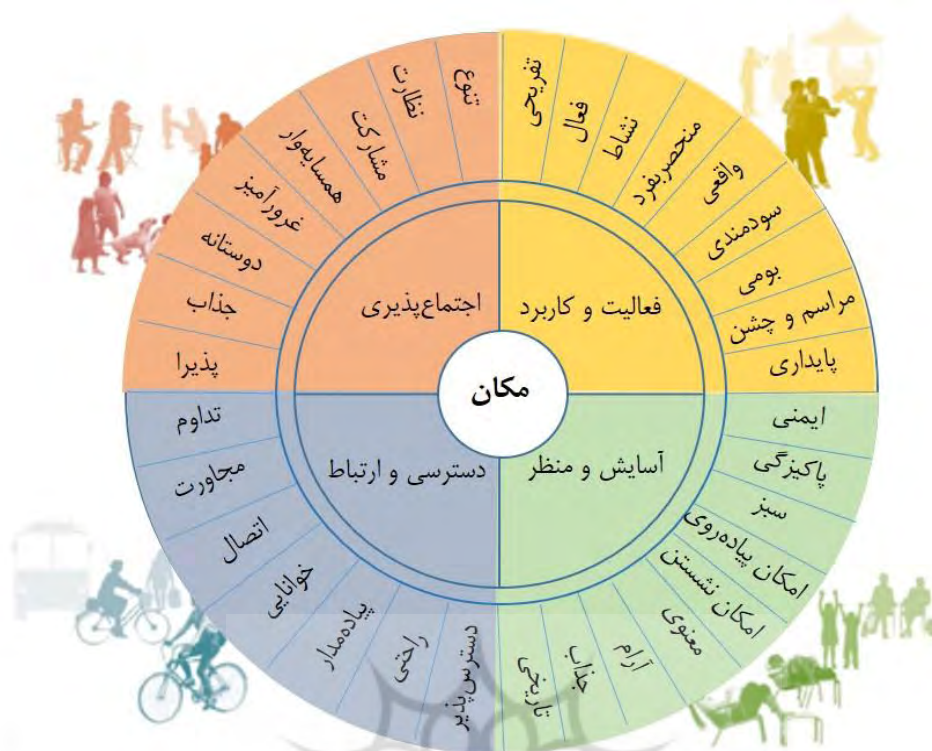 تنوع
نظارت
مشارکت
همسایه‌وار
غرورآمیز
دوستانه
جذاب
پذیرا
تفریحی
فعال
نشاط
منحصربفرد
واقعی
سودمندی
بومی
مراسم و چشن
پایداری
اجتماع‌پذیری
فعالیت و کاربرد
مکان
دسترسی و ارتباط
آسایش و منظر
تداوم
مجاورت
اتصال
خوانایی
پیاده‌مدار
راحتی
دسترس‌پذیر
ایمنی
پاکیزگی
سبز
امکان پیاده‌روی
امکان نشستن
معنوی
آرام
جذاب
تاریخی